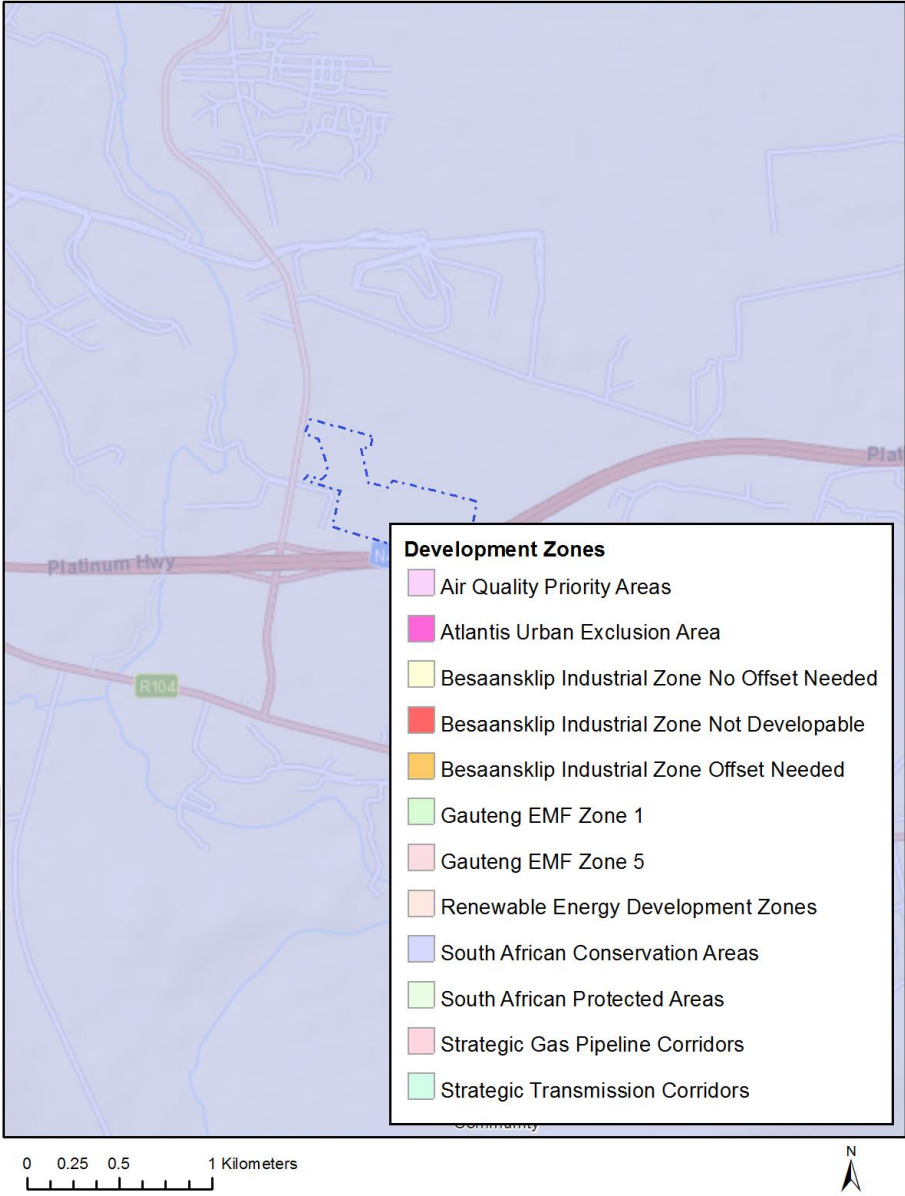 Plat
Platinum Hwy
N4
R104
Development Zones
Air Quality Priority Areas
Atlantis Urban Exclusion Area
Besaansklip Industrial Zone No Offset Needed
Besaansklip Industrial Zone Not Developable
Besaansklip Industrial Zone Offset Needed
Gauteng EMF Zone 1
Gauteng EMF Zone 5
Renewable Energy Development Zones
South African Conservation Areas
South African Protected Areas
Strategic Gas Pipeline Corridors
Strategic Transmission Corridors
0 0.25 0.5 1 Kilometers
N